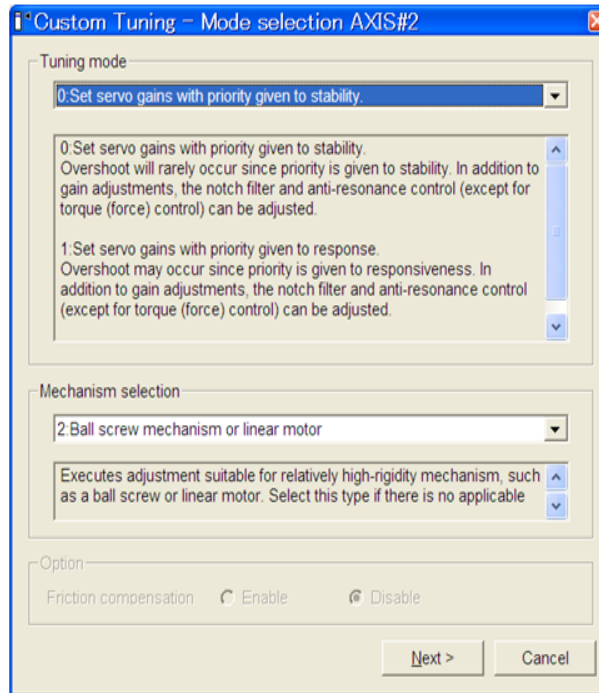 Custom Tuning - Mode selection AXIS#2
Tuning mode
0:Set servo gains with priority given to stability.
0:Set servo gains with priority given to stability.
Overshoot will rarely occur since priority is given to stability. In addition to
gain adjustments, the notch filter and anti-resonance control (except for
torque (force) control) can be adjusted.
1:Set servo gains with priority given to response.
Overshoot may occur since priority is given to responsiveness. In
addition to gain adjustments, the notch filter and anti-resonance control
(except for torque (force) control) can be adjusted.
Mechanism selection
2:Ball screw mechanism or linear motor
Executes adjustment suitable for relatively high-rigidity mechanism, such
as a ball screw or linear motor. Select this type if there is no applicable
Option
Friction compensation Enable Disable
Next > Cancel